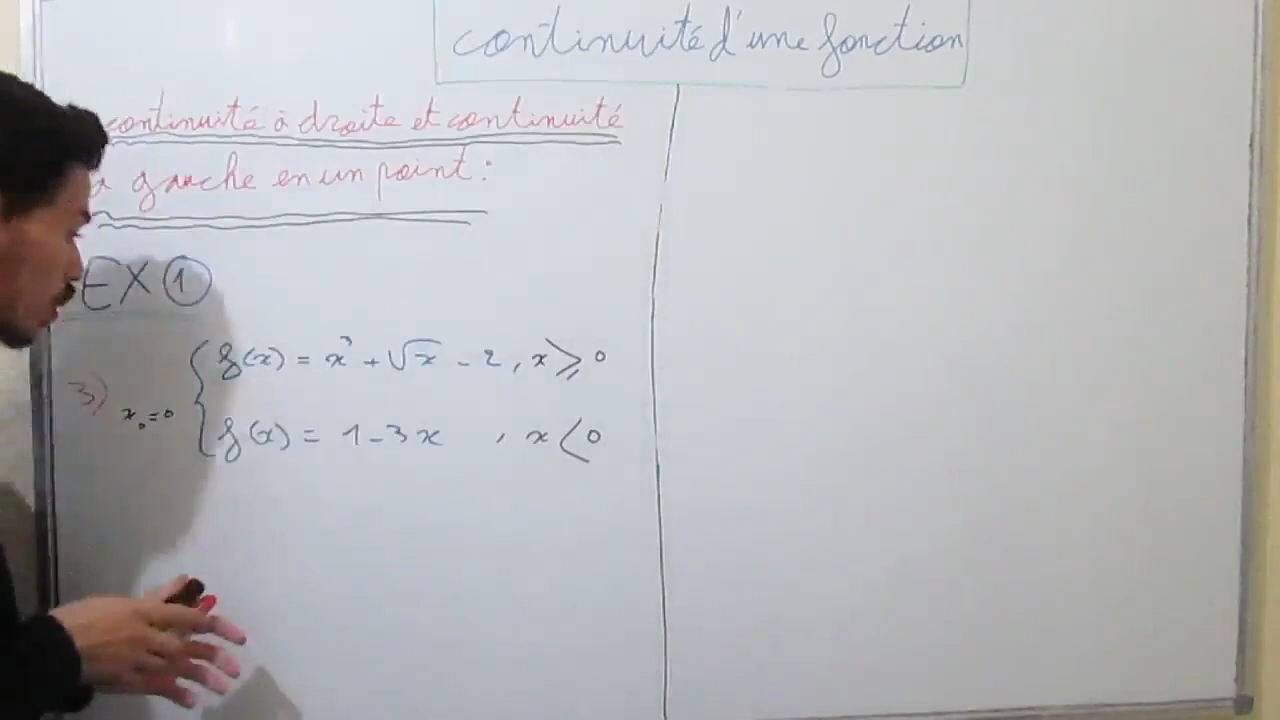 continuité d'une fonction
continuité à droite et continuité
à gauche en un point :
EX ①
3) x₀=0
f(x) = x³ + √x - 2 , x ⩾ 0
f(x) = 1-3x , x < 0